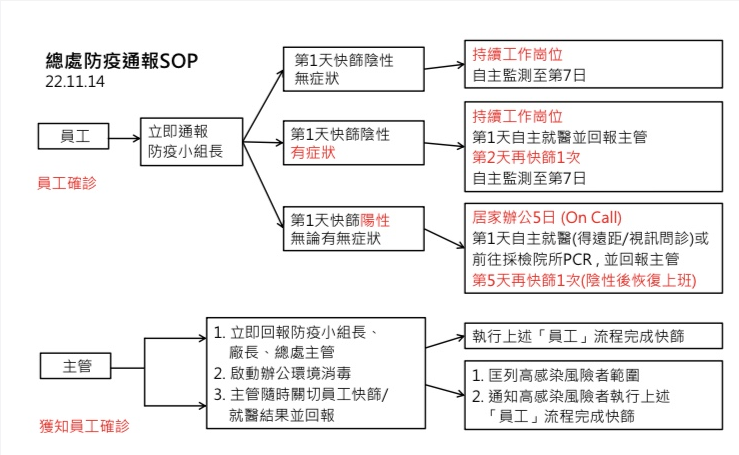 總處防疫通報SOP
22.11.14
員工
員工確診
立即通報
防疫小組長
第1天快篩陰性
無症狀
持續工作崗位
自主監測至第7日
第1天快篩陰性
有症狀
持續工作崗位
第1天自主就醫並回報主管
第2天再快篩1次
自主監測至第7日
第1天快篩陽性
無論有無症狀
居家辦公5日 (On Call)
第1天自主就醫(得遠距/視訊問診)或
前往採檢院所PCR , 並回報主管
第5天再快篩1次(陰性後恢復上班)
主管
獲知員工確診
1. 立即回報防疫小組長、
廠長、總處主管
2. 啟動辦公環境消毒
3. 主管隨時關切員工快篩/
就醫結果並回報
執行上述「員工」流程完成快篩
1. 匡列高感染風險者範圍
2. 通知高感染風險者執行上述
「員工」流程完成快篩